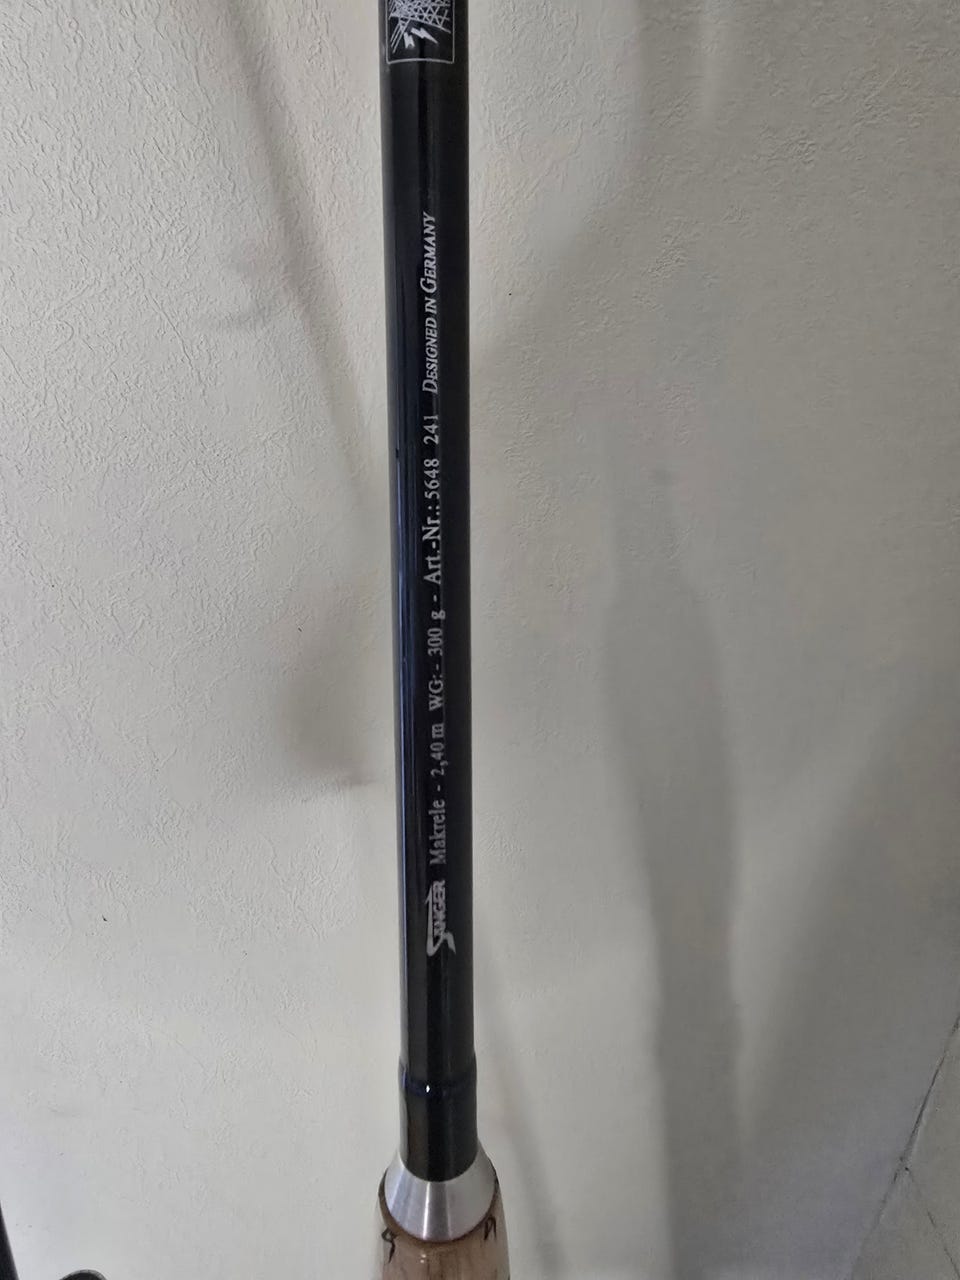 SÄNGER Makrele - 2,40 m WG: - 300 g - Art.-Nr.: 5648 241 DESIGNED IN GERMANY